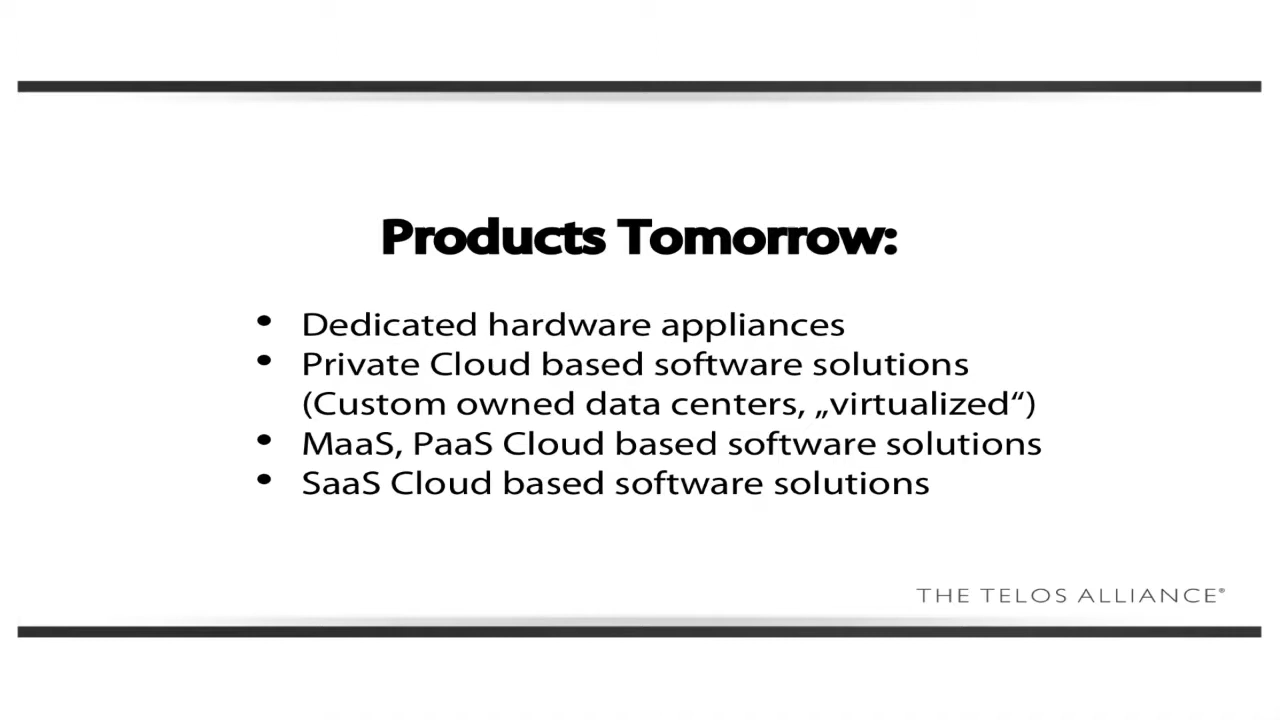 Products Tomorrow:
• Dedicated hardware appliances
• Private Cloud based software solutions
(Custom owned data centers, „virtualized“)
• MaaS, PaaS Cloud based software solutions
• SaaS Cloud based software solutions
THE TELOS ALLIANCE®